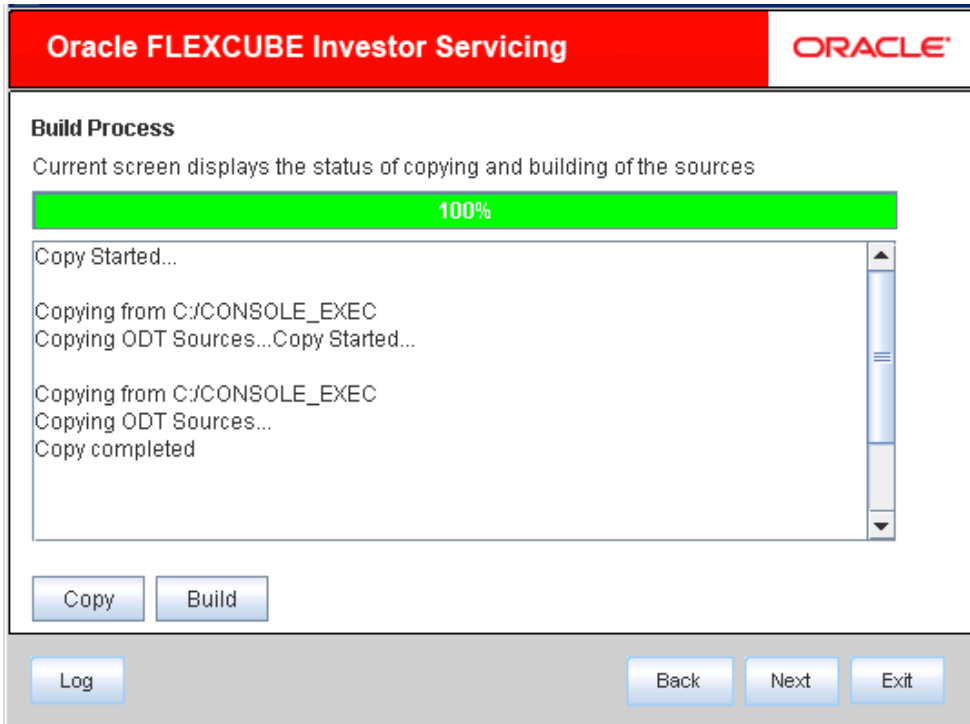 Oracle FLEXCUBE Investor Servicing
ORACLE
Build Process
Current screen displays the status of copying and building of the sources
100%
Copy Started...
Copying from C:/CONSOLE_EXEC
Copying ODT Sources...Copy Started...
Copying from C:/CONSOLE_EXEC
Copying ODT Sources...
Copy completed
Copy Build
Log Back Next Exit